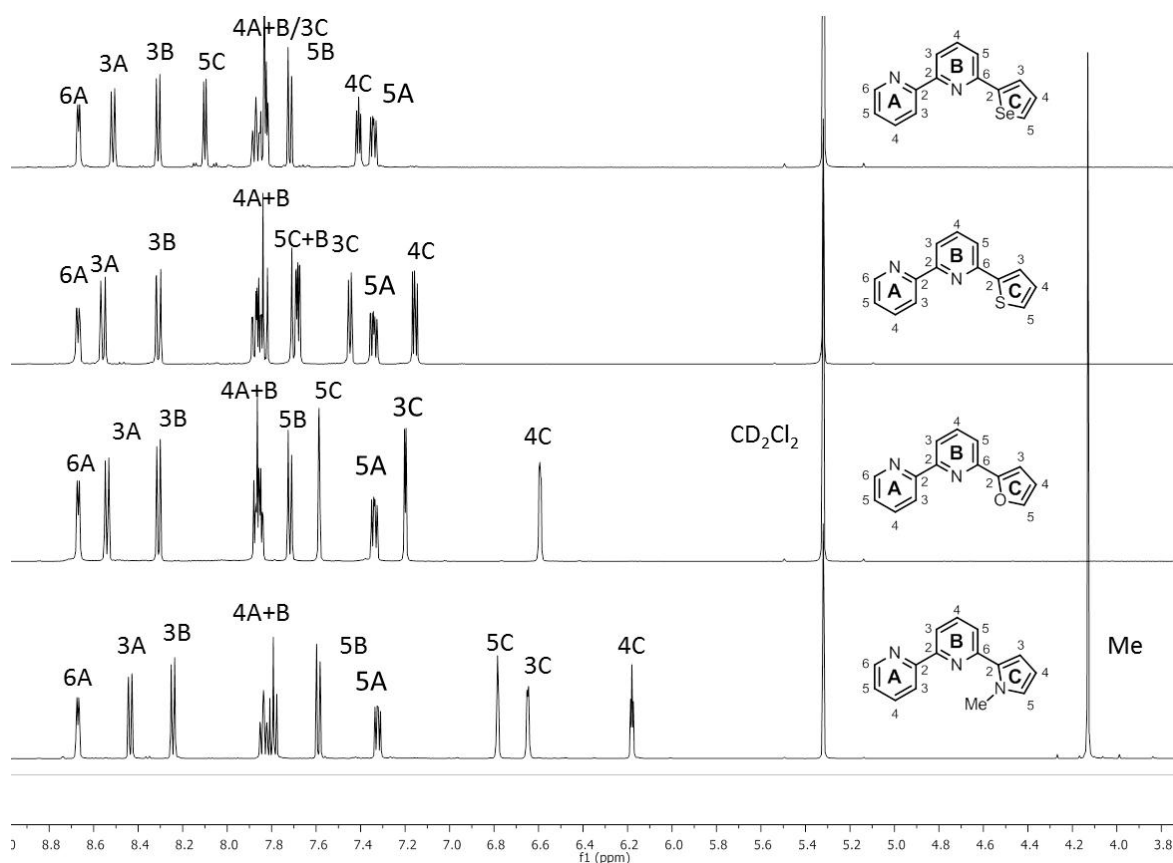 4A+B/3C
3A 3B 5C 5B
6A 4C 5A
4
3 B 5
N 2 6 3
6 A 2 N 2 C 4
5 3 Se 5
4
4A+B
3B 5C+B 3C 4C
6A 3A 5A
4
3 B 5
N 2 6 3
6 A 2 N 2 C 4
5 3 S 5
4
4A+B 5C
3A 3B 5B 3C
6A 5A 4C
CD2Cl2
4
3 B 5
N 2 6 3
6 A 2 N 2 C 4
5 3 O 5
4
4A+B
3A 3B 5B 5C 3C 4C
6A 5A
Me
4
3 B 5
N 2 6 3
6 A 2 N 2 C 4
5 3 Me N 5
4
0 8.8 8.6 8.4 8.2 8.0 7.8 7.6 7.4 7.2 7.0 6.8 6.6 6.4 6.2 6.0 5.8 5.6 5.4 5.2 5.0 4.8 4.6 4.4 4.2 4.0 3.8
f1 (ppm)